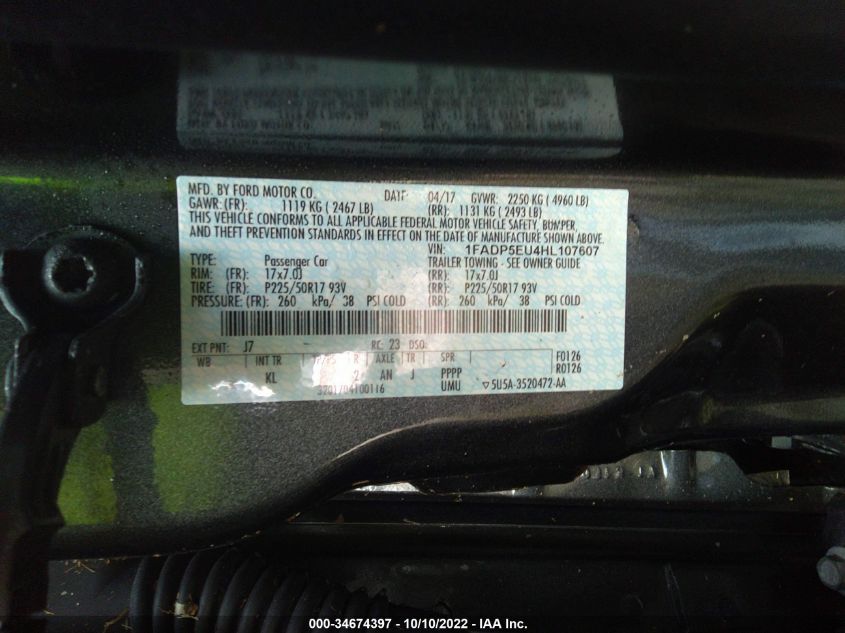 MFD. BY FORD MOTOR CO. DATE: 04/17 GVWR: 2250 KG ( 4960 LB)
GAWR: (FR): 1119 KG ( 2467 LB) (RR): 1131 KG ( 2493 LB)
THIS VEHICLE CONFORMS TO ALL APPLICABLE FEDERAL MOTOR VEHICLE SAFETY, BUMPER,
AND THEFT PREVENTION STANDARDS IN EFFECT ON THE DATE OF MANUFACTURE SHOWN ABOVE.
VIN: 1FADP5EU4HL107607
TYPE: Passenger Car TRAILER TOWING - SEE OWNER GUIDE
RIM: (FR): 17x7.0J (RR): 17x7.0J
TIRE: (FR): P225/50R17 93V (RR): P225/50R17 93V
PRESSURE: (FR): 260 kPa/ 38 PSI COLD (RR): 260 kPa/ 38 PSI COLD
EXT PNT: J7 RC: 23 DSO:
WB INT TR TP/PS R AXLE TR SPR F0126
KL 2 AN J PPPP R0126
3201704100116 UMU ▽5U5A-3520472-AA
000-34674397 - 10/10/2022 - IAA Inc.